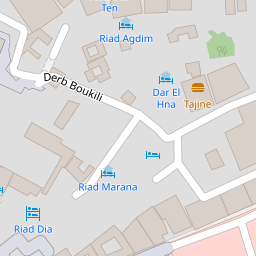 Ten
Riad Agdim
Derb Boukili
Dar El
Hna
Tajine
Riad Marana
Riad Dia